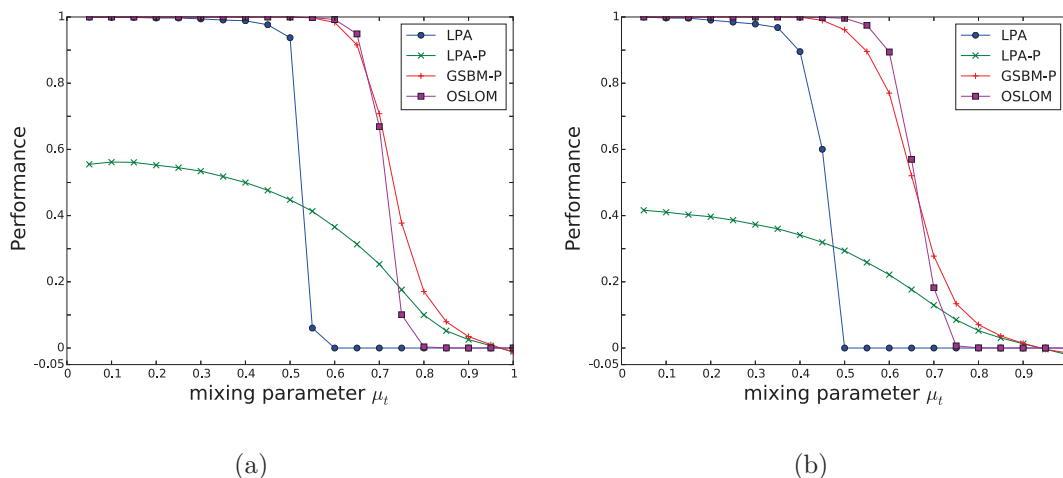 1
0.8
0.6
0.4
0.2
0
-0.05
Performance
0 0.1 0.2 0.3 0.4 0.5 0.6 0.7 0.8 0.9 1
mixing parameter μt
LPA
LPA-P
GSBM-P
OSLOM
(a)
1
0.8
0.6
0.4
0.2
0
-0.05
Performance
0 0.1 0.2 0.3 0.4 0.5 0.6 0.7 0.8 0.9
mixing parameter μt
LPA
LPA-P
GSBM-P
OSLOM
(b)